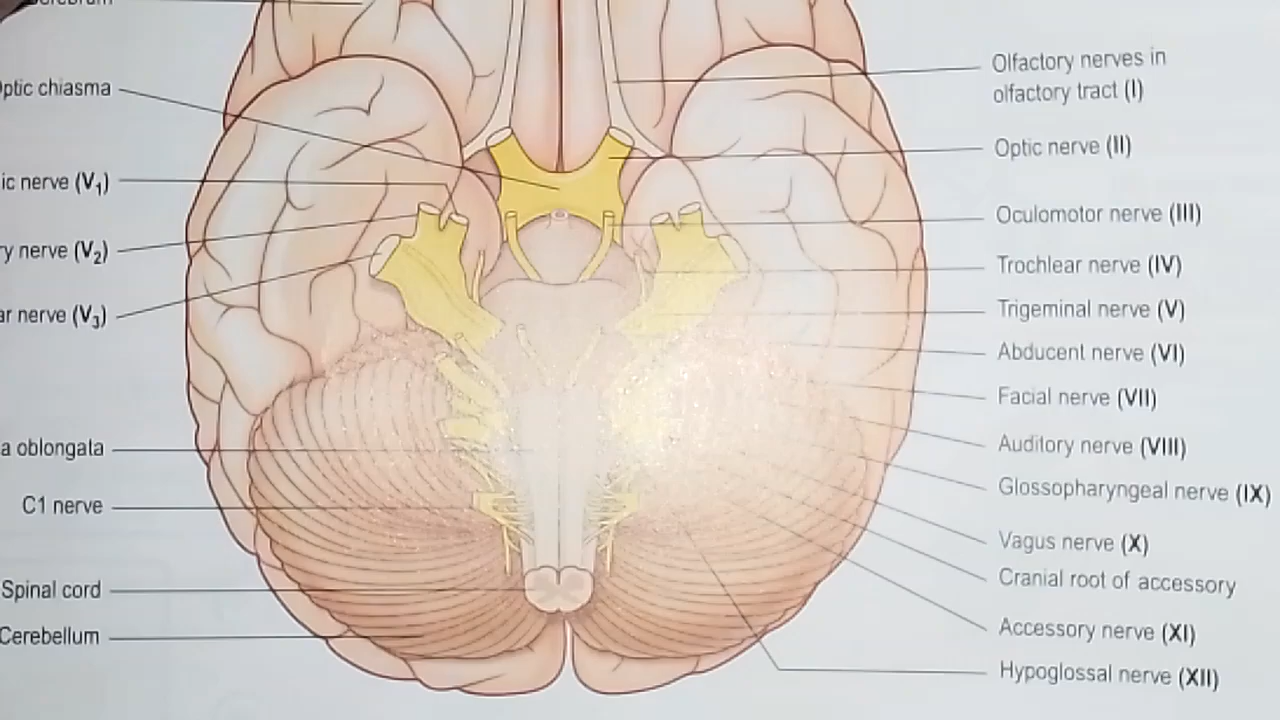 Cerebrum
Optic chiasma
ic nerve (V1)
ry nerve (V2)
ar nerve (V3)
a oblongata
C1 nerve
Spinal cord
Cerebellum
Olfactory nerves in
olfactory tract (I)
Optic nerve (II)
Oculomotor nerve (III)
Trochlear nerve (IV)
Trigeminal nerve (V)
Abducent nerve (VI)
Facial nerve (VII)
Auditory nerve (VIII)
Glossopharyngeal nerve (IX)
Vagus nerve (X)
Cranial root of accessory
Accessory nerve (XI)
Hypoglossal nerve (XII)